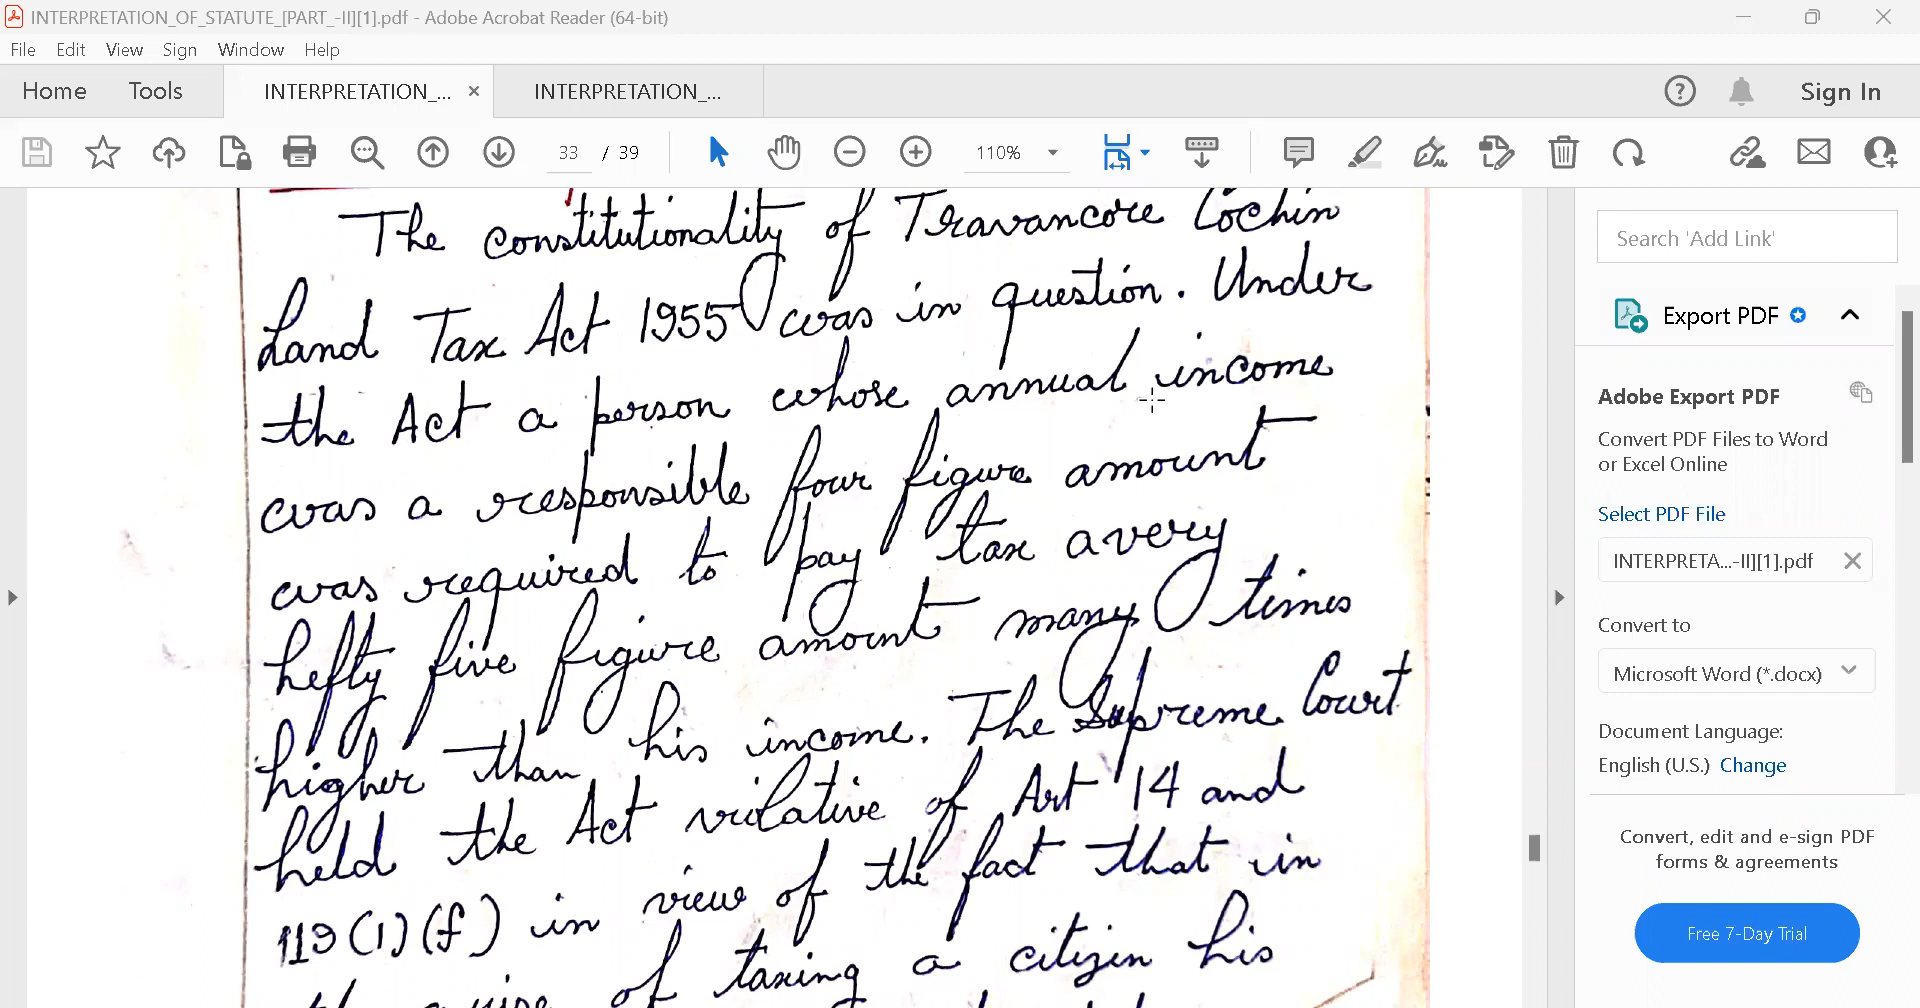 INTERPRETATION_OF_STATUTE_[PART_-II][1].pdf - Adobe Acrobat Reader (64-bit)
File Edit View Sign Window Help
Home Tools INTERPRETATION_... × INTERPRETATION_... Sign In
33 / 39 110%
The constitutionality of Travancore Cochin
Land Tax Act 1955 was in question. Under
the Act a person whose annual income
was a responsible four figure amount
was required to pay tax a very
hefty five figure amount many times
higher than his income. The Supreme Court
held the Act violative of Art 14 and
119(1)(f) in view of the fact that in
of taxing a citizen his
Search 'Add Link'
Export PDF
Adobe Export PDF
Convert PDF Files to Word
or Excel Online
Select PDF File
INTERPRETA...-II][1].pdf
Convert to
Microsoft Word (*.docx)
Document Language:
English (U.S.) Change
Convert, edit and e-sign PDF
forms & agreements
Free 7-Day Trial